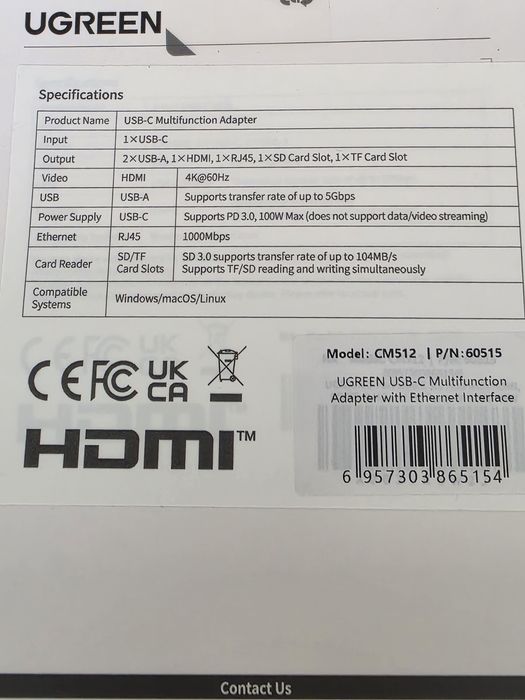 UGREEN
Specifications
Product Name USB-C Multifunction Adapter
Input 1×USB-C
Output 2×USB-A, 1×HDMI, 1×RJ45, 1×SD Card Slot, 1×TF Card Slot
Video HDMI 4K@60Hz
USB USB-A Supports transfer rate of up to 5Gbps
Power Supply USB-C Supports PD 3.0, 100W Max (does not support data/video streaming)
Ethernet RJ45 1000Mbps
Card Reader SD/TF Card Slots SD 3.0 supports transfer rate of up to 104MB/s
Supports TF/SD reading and writing simultaneously
Compatible Systems Windows/macOS/Linux
CE FC UK CA
HDMI™
Model: CM512 | P/N:60515
UGREEN USB-C Multifunction
Adapter with Ethernet Interface
6 957303 865154
Contact Us